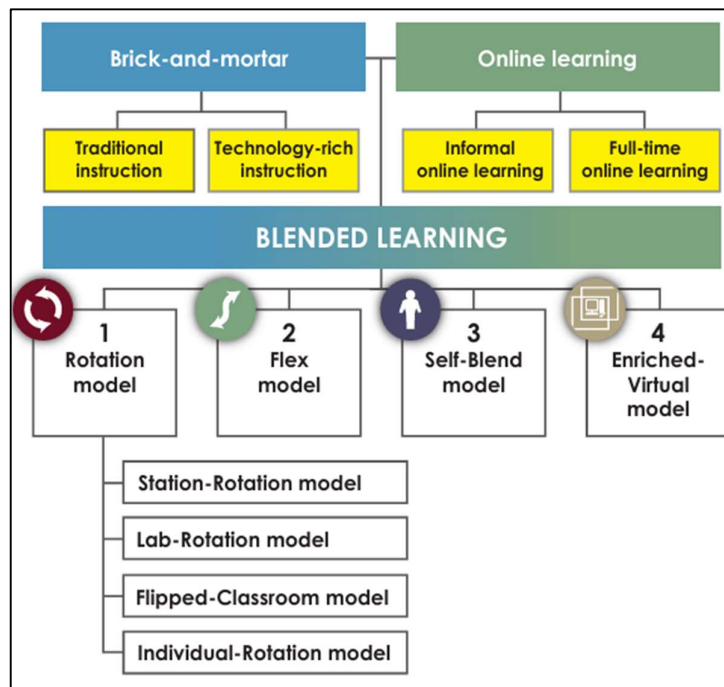 Brick-and-mortar
Online learning
Traditional
instruction
Technology-rich
instruction
Informal
online learning
Full-time
online learning
BLENDED LEARNING
1
Rotation
model
2
Flex
model
3
Self-Blend
model
4
Enriched-
Virtual
model
Station-Rotation model
Lab-Rotation model
Flipped-Classroom model
Individual-Rotation model